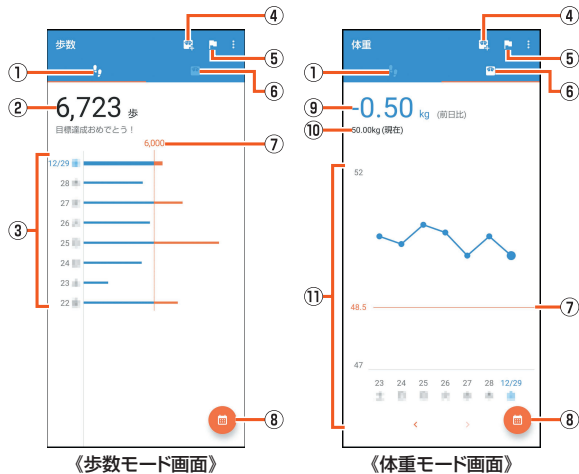 ④
歩数
⑤
①
⑥
② 6,723 歩
目標達成おめでとう！
6,000
⑦
③
12/29
28
27
26
25
24
23
22
⑧
《歩数モード画面》
④
体重
⑤
①
⑥
⑨ -0.50 kg (前日比)
⑩ 50.00kg (現在)
52
⑪
48.5
⑦
47
23 24 25 26 27 28 12/29
⑧
《体重モード画面》